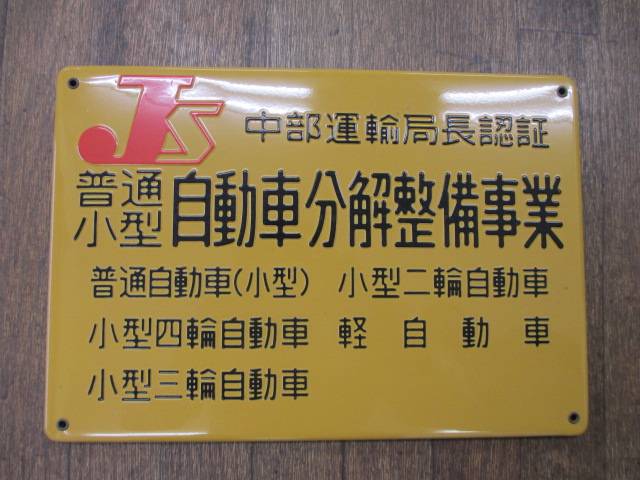 JS 中部運輸局長認証
普通
小型 自動車分解整備事業
普通自動車(小型) 小型二輪自動車
小型四輪自動車 軽自動車
小型三輪自動車